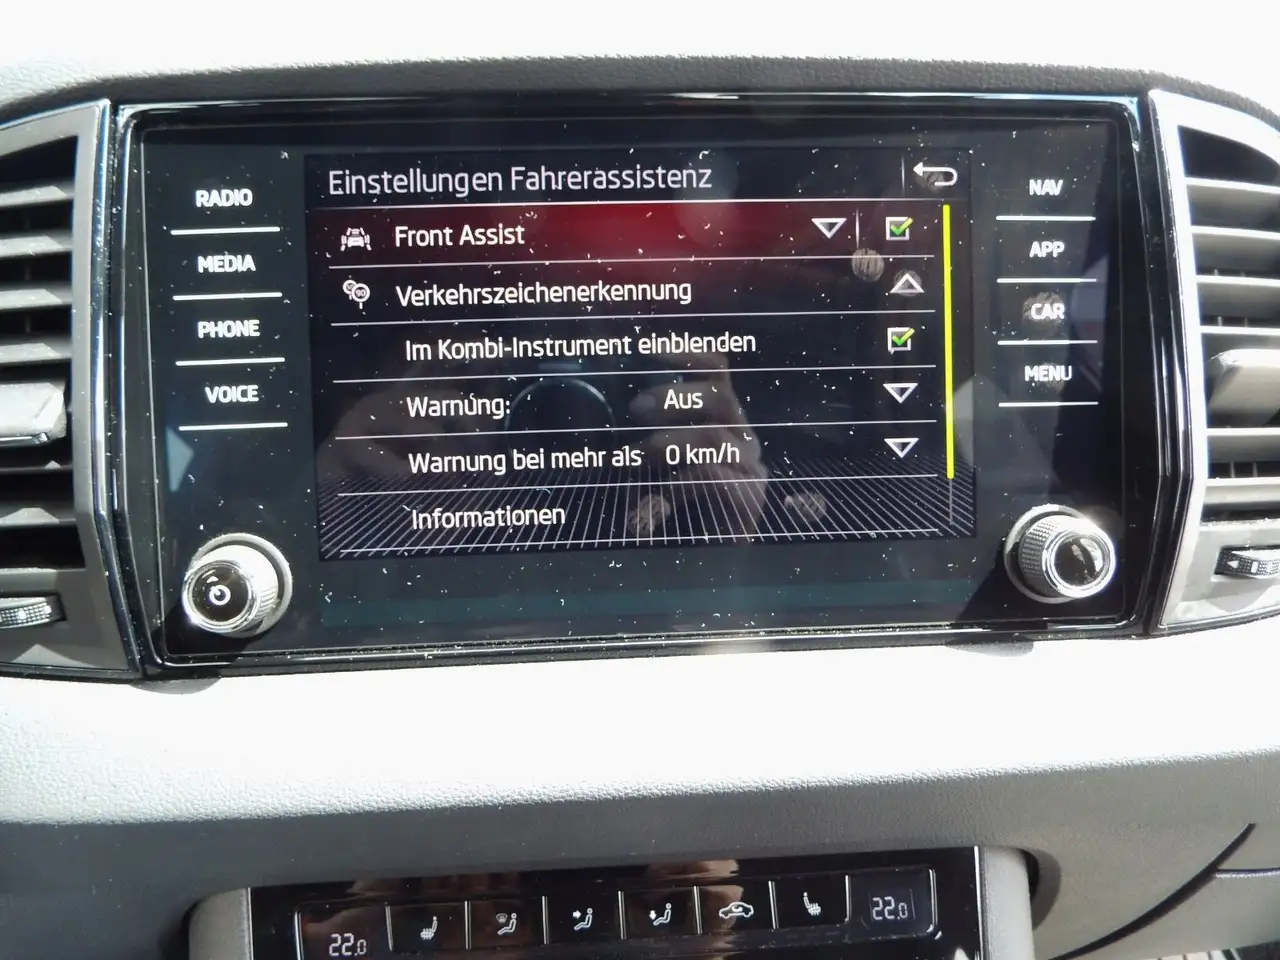 Einstellungen Fahrerassistenz
RADIO
MEDIA
PHONE
VOICE
Front Assist
Verkehrszeichenerkennung
Im Kombi-Instrument einblenden
Warnung: Aus
Warnung bei mehr als 0 km/h
Informationen
NAV
APP
CAR
MENU
22.0
22.0